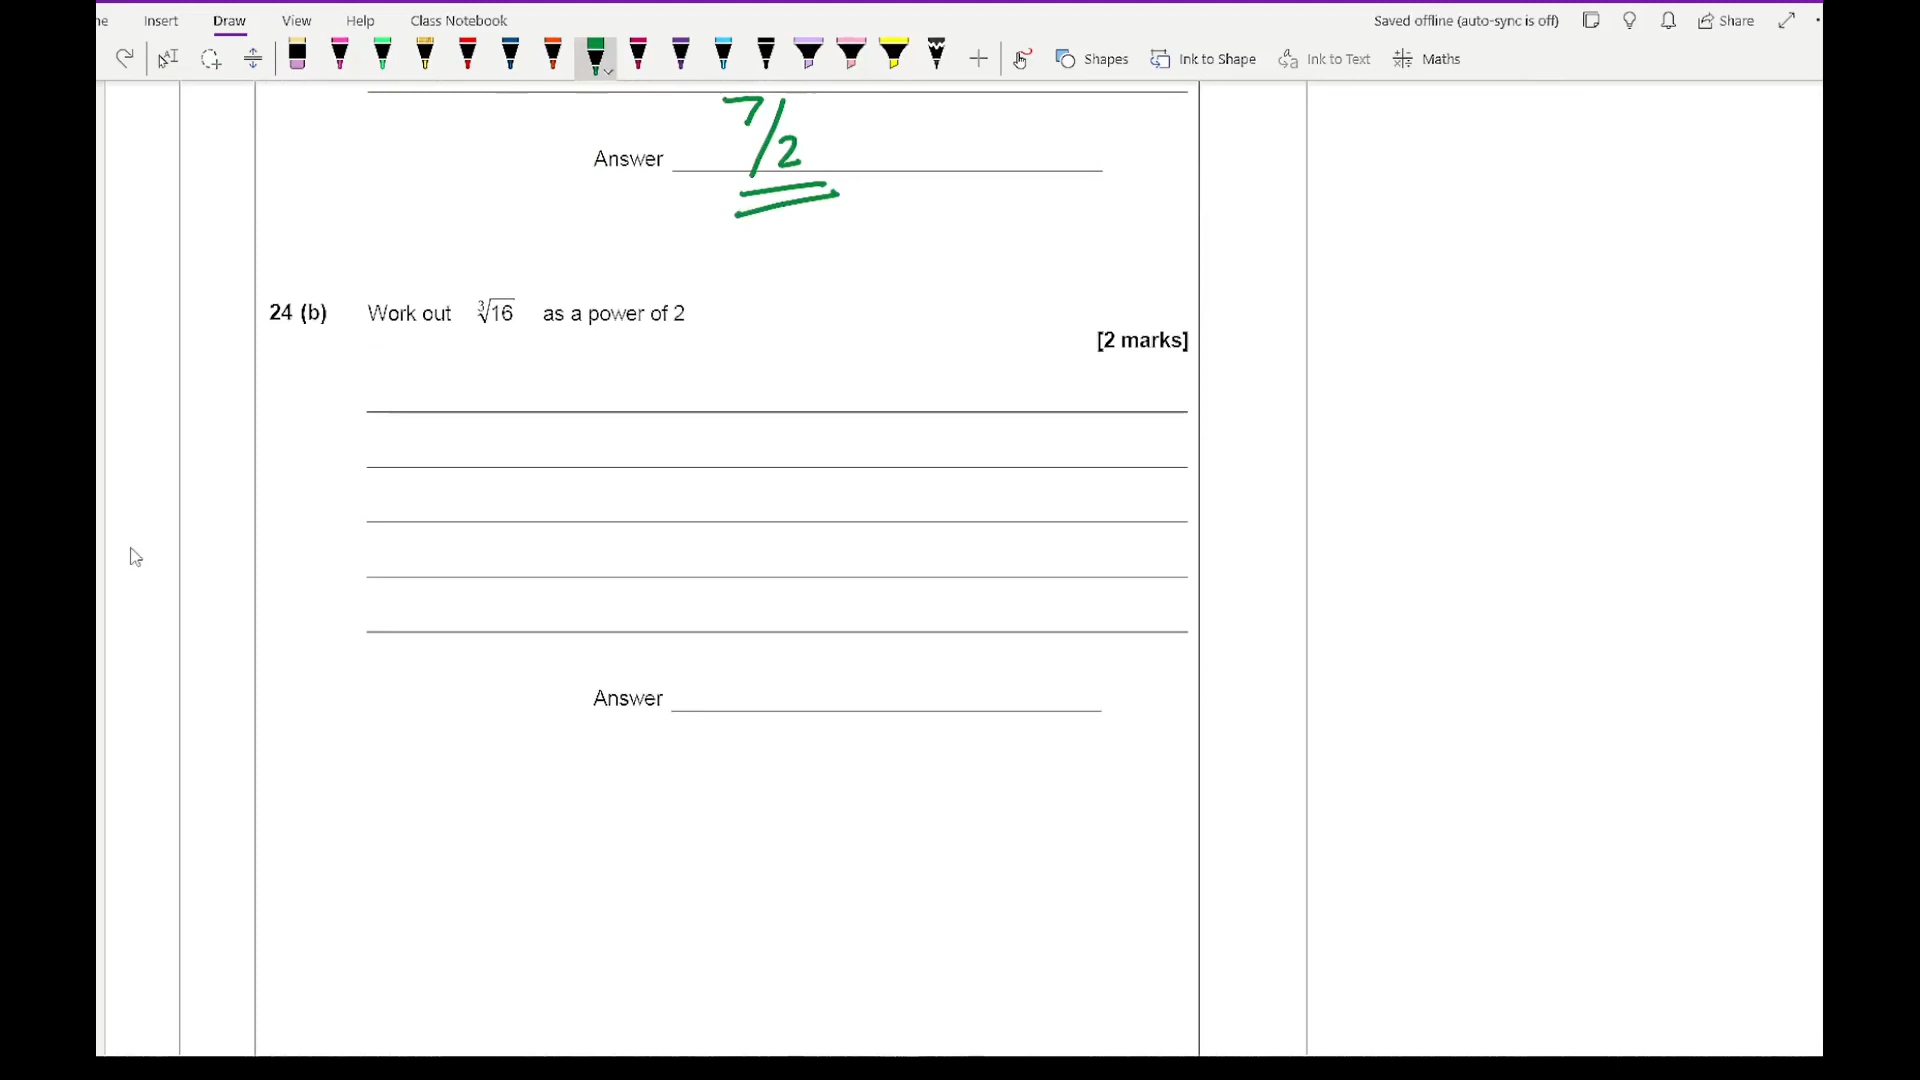 Insert Draw View Help Class Notebook Saved offline (auto-sync is off) Share
Shapes Ink to Shape Ink to Text Maths
7/2
Answer
24 (b) Work out ∛16 as a power of 2
[2 marks]
Answer